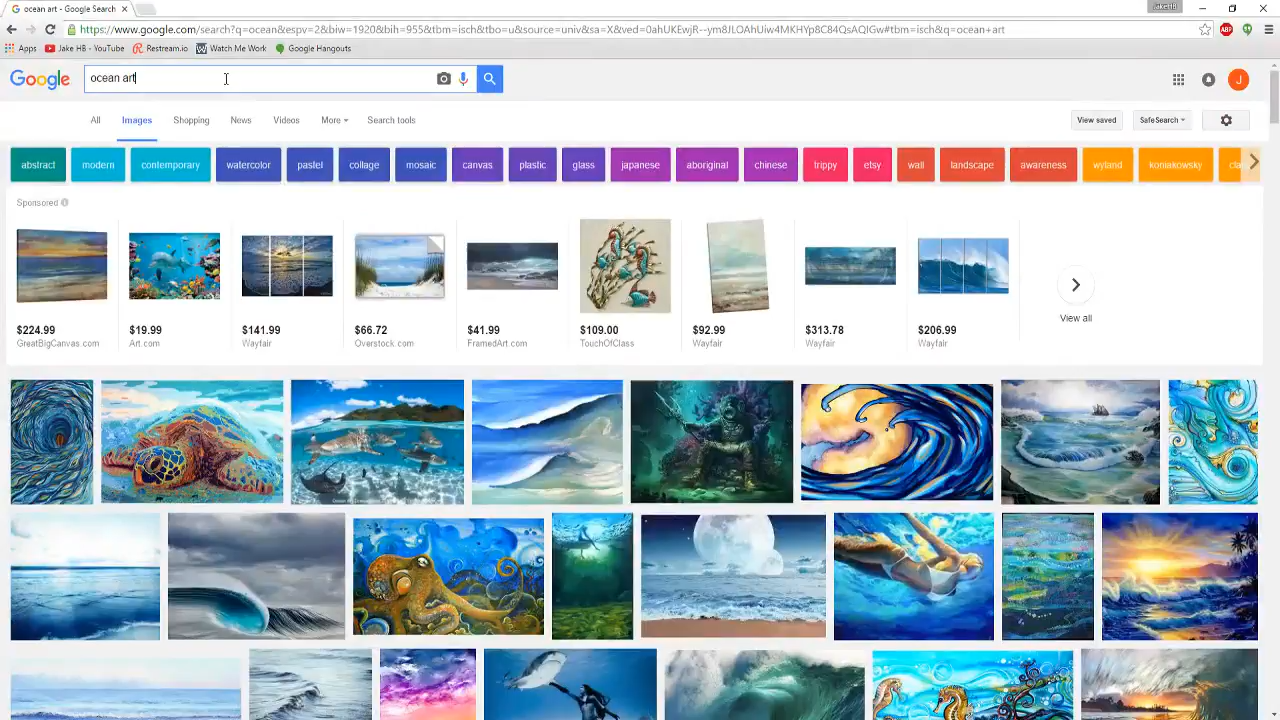 ocean art - Google Search
https://www.google.com/search?q=ocean&espv=2&biw=1920&bih=955&tbm=isch&tbo=u&source=univ&sa=X&ved=0ahUKEwjR--ym8JLOAhUiw4MKHYp8C84QsAQIGw#tbm=isch&q=ocean+art
Apps Jake HB - YouTube Restream.io Watch Me Work Google Hangouts
Google ocean art J
All Images Shopping News Videos More Search tools View saved SafeSearch
abstract modern contemporary watercolor pastel collage mosaic canvas plastic glass japanese aboriginal chinese trippy etsy wall landscape awareness wyland komakowsky
Sponsored
$224.99 $19.99 $141.99 $66.72 $41.99 $109.00 $92.99 $313.78 $206.99
GreatBigCanvas.com Art.com Wayfair Overstock.com FramedArt.com TouchOfClass Wayfair Wayfair Wayfair
View all